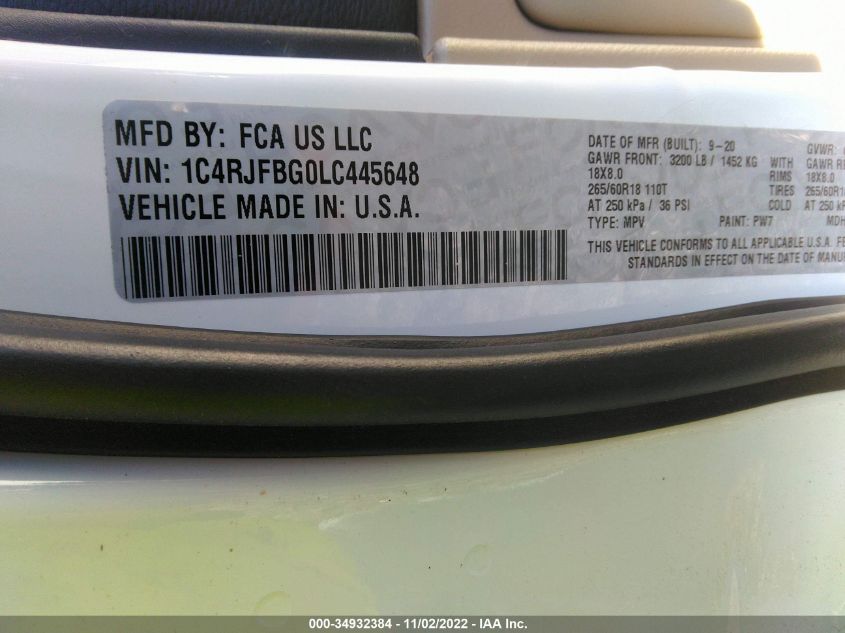 MFD BY: FCA US LLC
VIN: 1C4RJFBG0LC445648
VEHICLE MADE IN: U.S.A.
DATE OF MFR (BUILT): 9-20 GVWR:
GAWR FRONT: 3200 LB / 1452 KG WITH GAWR
18X8.0 RIMS 18X8.0
265/60R18 110T TIRES 265/60R18
AT 250 kPa / 36 PSI COLD AT 250
TYPE: MPV PAINT: PW7 MDH
THIS VEHICLE CONFORMS TO ALL APPLICABLE U.S.A.
STANDARDS IN EFFECT ON THE DATE OF
000-34932384 - 11/02/2022 - IAA Inc.